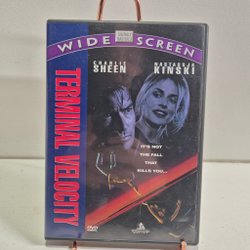 WIDE SCREEN
CHARLIE
SHEEN
NASTASSJA
KINSKI
TERMINAL VELOCITY
IT'S NOT
THE FALL
THAT
KILLS YOU...
DVD